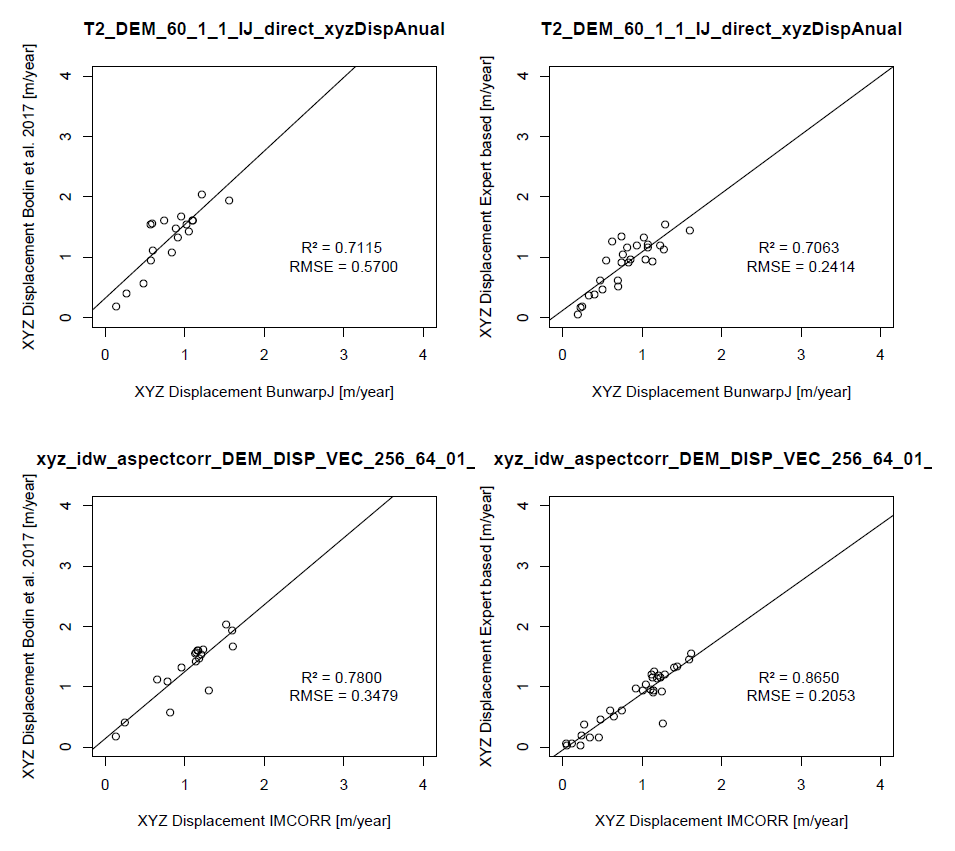 T2_DEM_60_1_1_IJ_direct_xyzDispAnual
XYZ Displacement Bodin et al. 2017 [m/year]
4
3
2
1
0
R² = 0.7115
RMSE = 0.5700
0 1 2 3 4
XYZ Displacement BunwarpJ [m/year]
T2_DEM_60_1_1_IJ_direct_xyzDispAnual
XYZ Displacement Expert based [m/year]
4
3
2
1
0
R² = 0.7063
RMSE = 0.2414
0 1 2 3 4
XYZ Displacement BunwarpJ [m/year]
xyz_idw_aspectcorr_DEM_DISP_VEC_256_64_01_
XYZ Displacement Bodin et al. 2017 [m/year]
4
3
2
1
0
R² = 0.7800
RMSE = 0.3479
0 1 2 3 4
XYZ Displacement IMCORR [m/year]
xyz_idw_aspectcorr_DEM_DISP_VEC_256_64_01_
XYZ Displacement Expert based [m/year]
4
3
2
1
0
R² = 0.8650
RMSE = 0.2053
0 1 2 3 4
XYZ Displacement IMCORR [m/year]